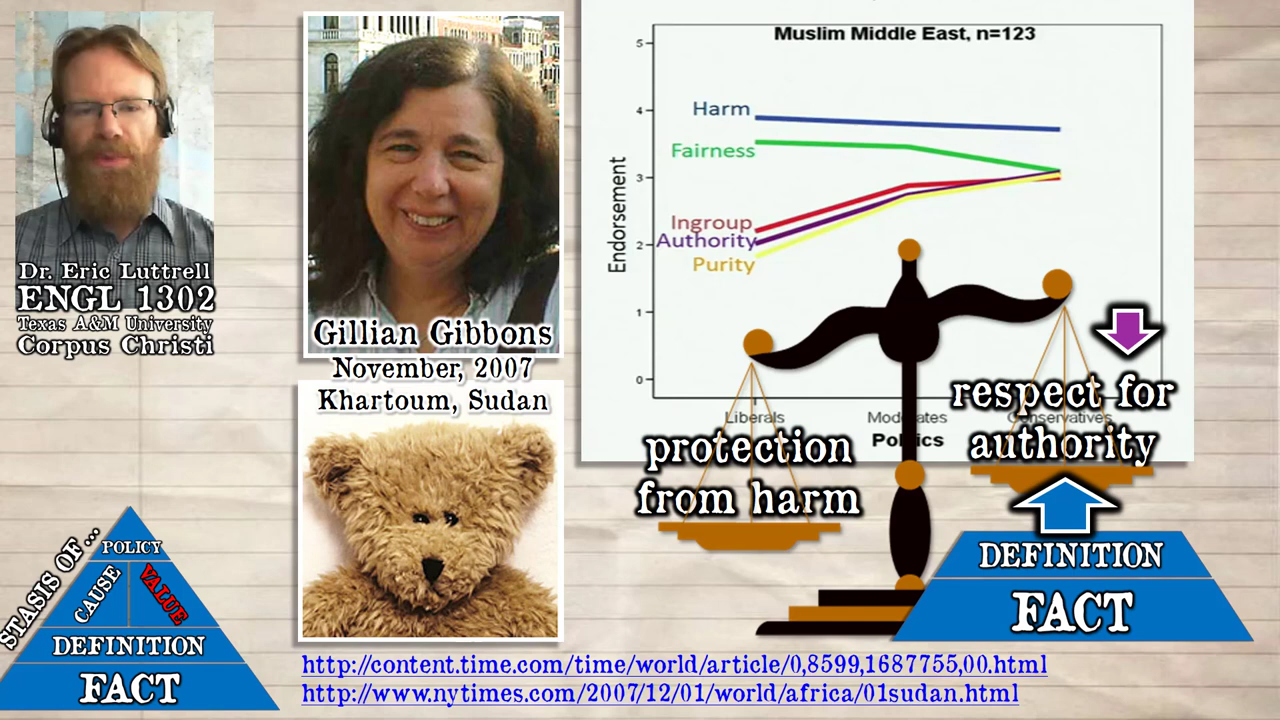 Dr. Eric Luttrell
ENGL 1302
Texas A&M University
Corpus Christi
Gillian Gibbons
November, 2007
Khartoum, Sudan
Muslim Middle East, n=123
Endorsement
5
4
3
2
1
0
Harm
Fairness
Ingroup
Authority
Purity
Liberals
Moderates
Conservatives
Politics
protection
from harm
respect for
authority
DEFINITION
FACT
STASIS OF...
POLICY
CAUSE
VALUE
DEFINITION
FACT
http://content.time.com/time/world/article/0,8599,1687755,00.html
http://www.nytimes.com/2007/12/01/world/africa/01sudan.html